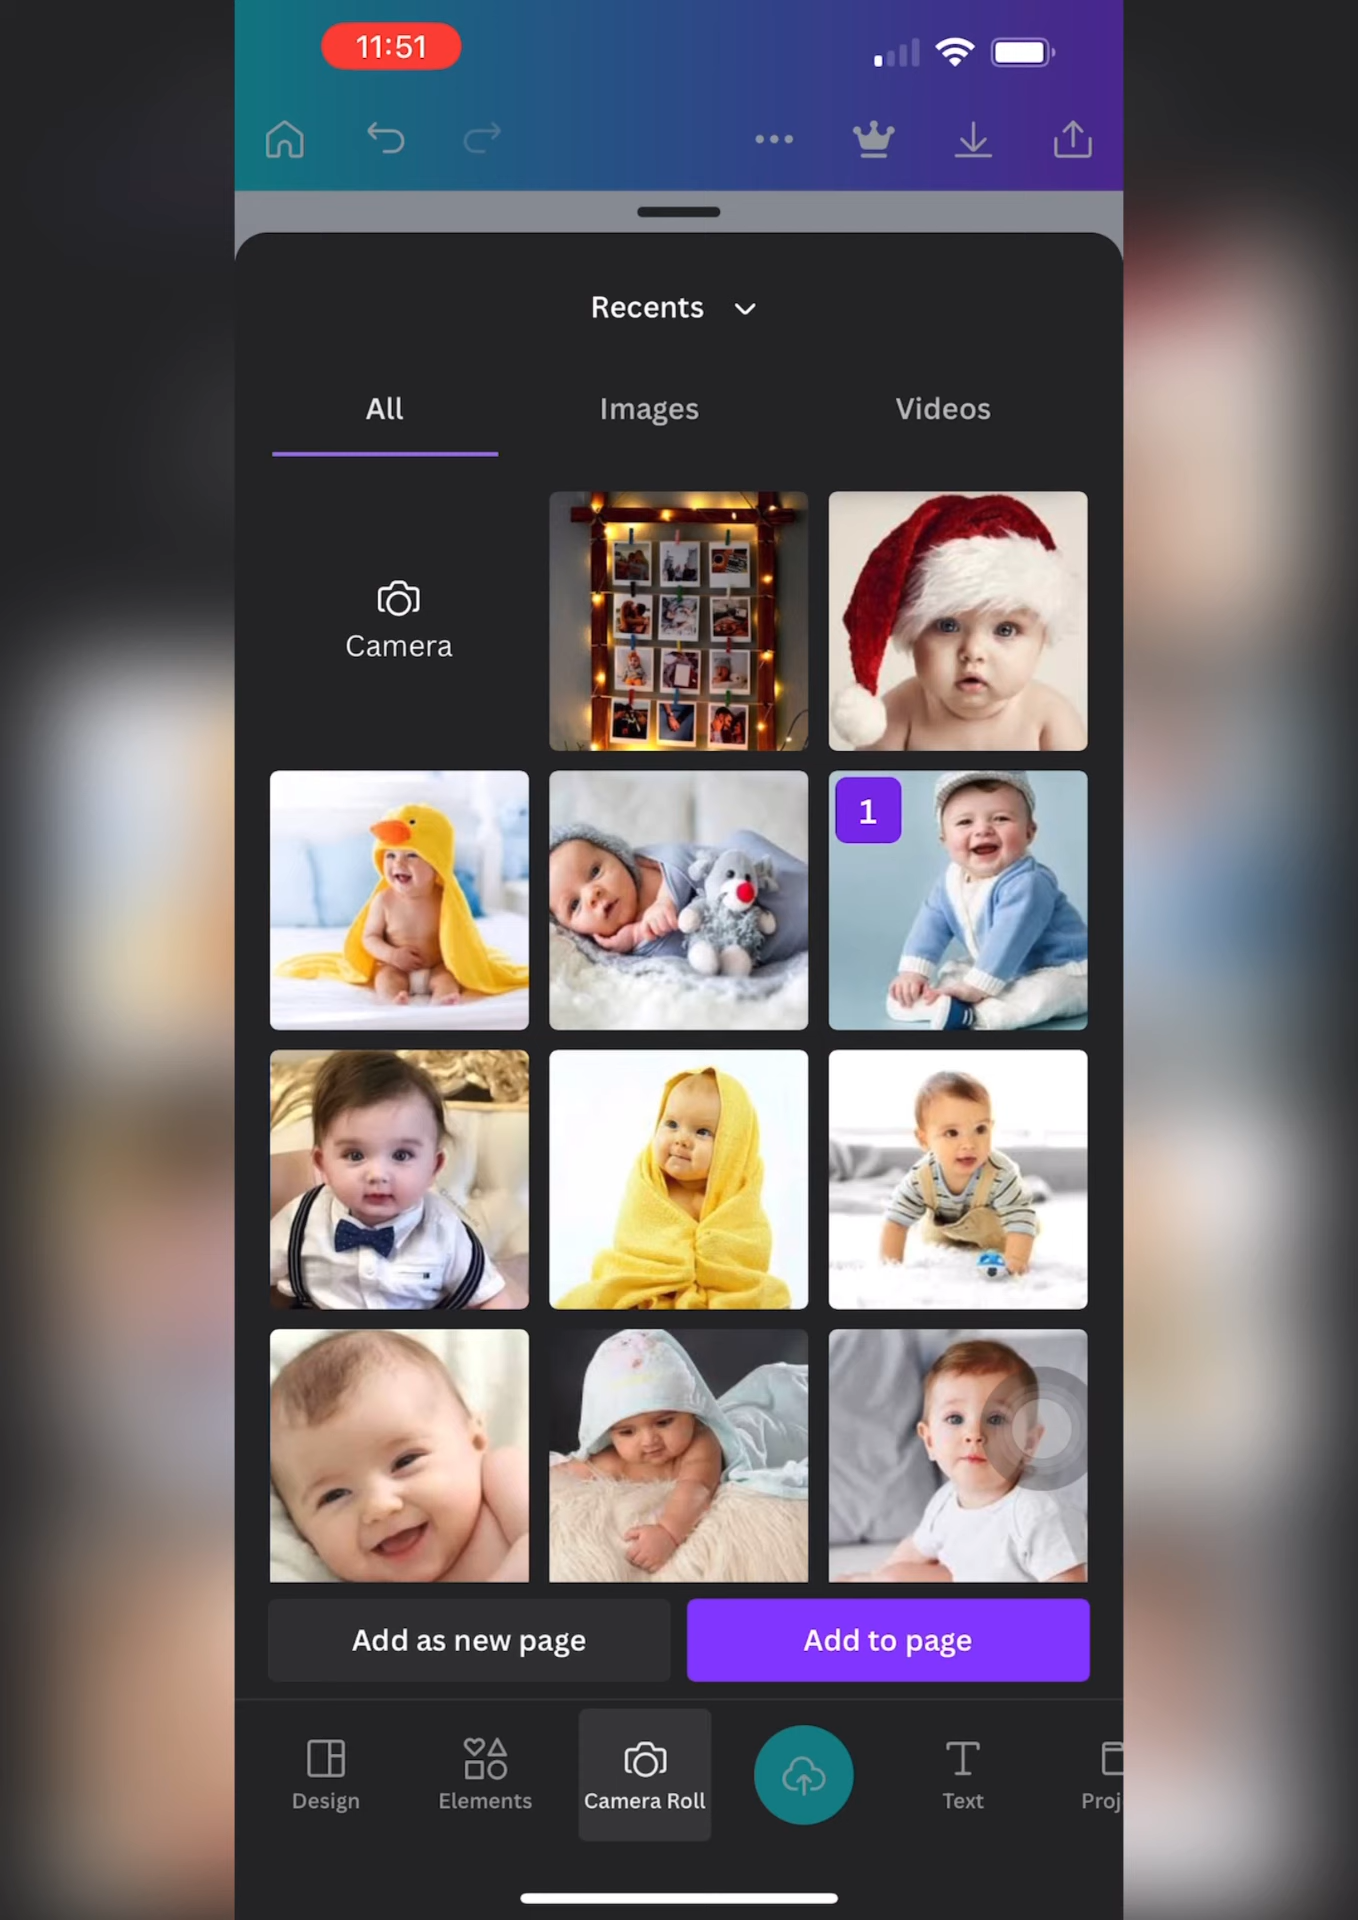 11:51
Recents
All
Images
Videos
Camera
1
Add as new page
Add to page
Design
Elements
Camera Roll
Text
Proj